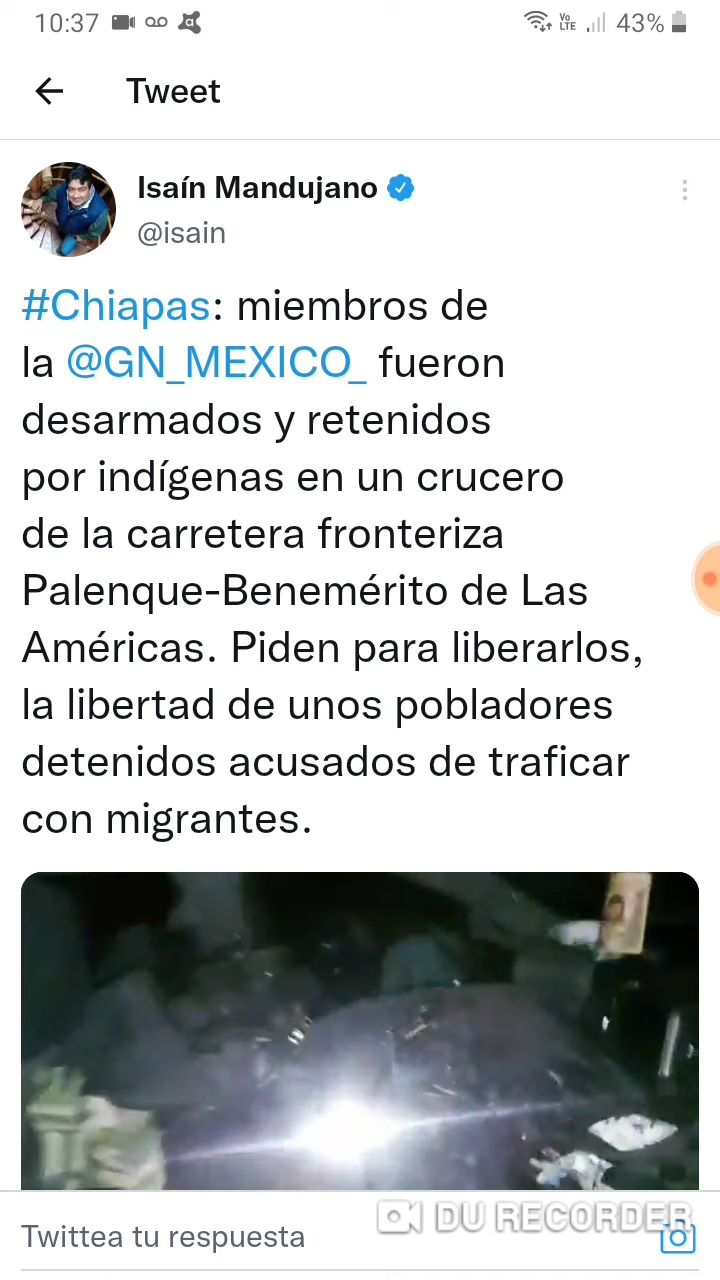 10:37
Vo LTE
43%
Tweet
Isaín Mandujano
@isain
#Chiapas: miembros de
la @GN_MEXICO_ fueron
desarmados y retenidos
por indígenas en un crucero
de la carretera fronteriza
Palenque-Benemérito de Las
Américas. Piden para liberarlos,
la libertad de unos pobladores
detenidos acusados de traficar
con migrantes.
DU RECORDER
Twittea tu respuesta